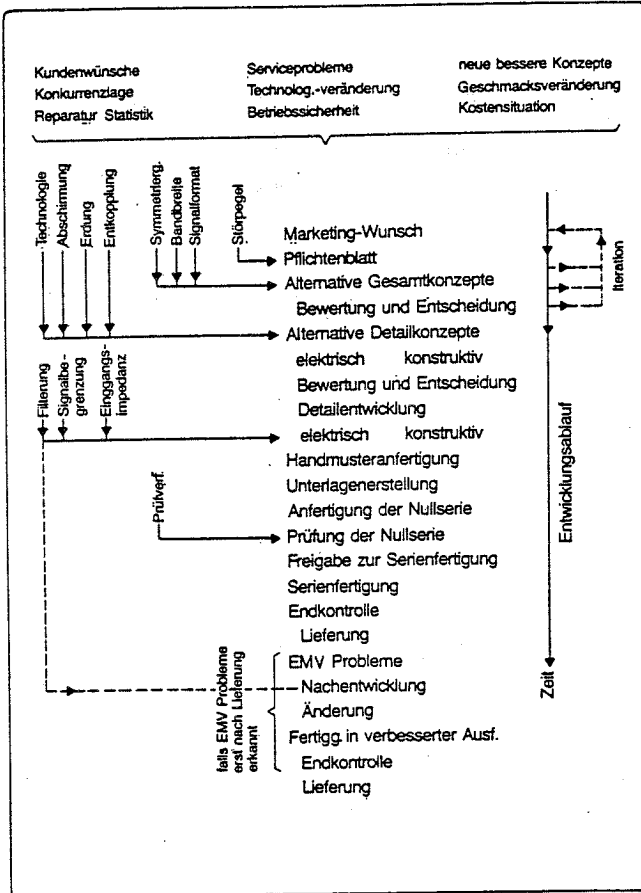 Kundenwünsche
Konkurrenzlage
Reparatur Statistik
Serviceprobleme
Technolog.-veränderung
Betriebssicherheit
neue bessere Konzepte
Geschmacksveränderung
Kostensituation
Technologie
Abschirmung
Erdung
Entkopplung
Symmetrierg.
Bandbreite
Signalformat
Störpegel
Marketing-Wunsch
Pflichtenblatt
Alternative Gesamtkonzepte
Bewertung und Entscheidung
Iteration
Alternative Detailkonzepte
elektrisch konstruktiv
Bewertung und Entscheidung
Detailentwicklung
elektrisch konstruktiv
Filterung
Signalbe-
grenzung
Einggangs-
impedanz
Handmusteranfertigung
Unterlagenerstellung
Anfertigung der Nullserie
Prüfverf.
Prüfung der Nullserie
Freigabe zur Serienfertigung
Serienfertigung
Endkontrolle
Lieferung
Entwicklungsablauf
Zeit
falls EMV Probleme
erst nach Lieferung
erkannt
EMV Probleme
Nachentwicklung
Änderung
Fertigg. in verbesserter Ausf.
Endkontrolle
Lieferung